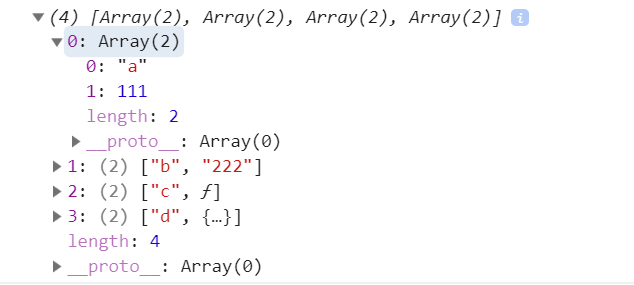 ▼(4) [Array(2), Array(2), Array(2), Array(2)] i
▼0: Array(2)
0: "a"
1: 111
length: 2
▶__proto__: Array(0)
▶1: (2) ["b", "222"]
▶2: (2) ["c", ƒ]
▶3: (2) ["d", {…}]
length: 4
▶__proto__: Array(0)